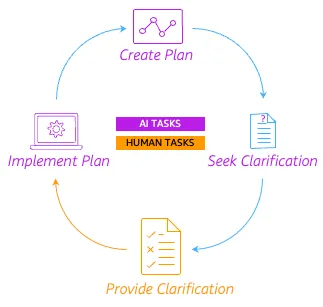 Create Plan
AI TASKS
HUMAN TASKS
?
Implement Plan
Seek Clarification
Provide Clarification